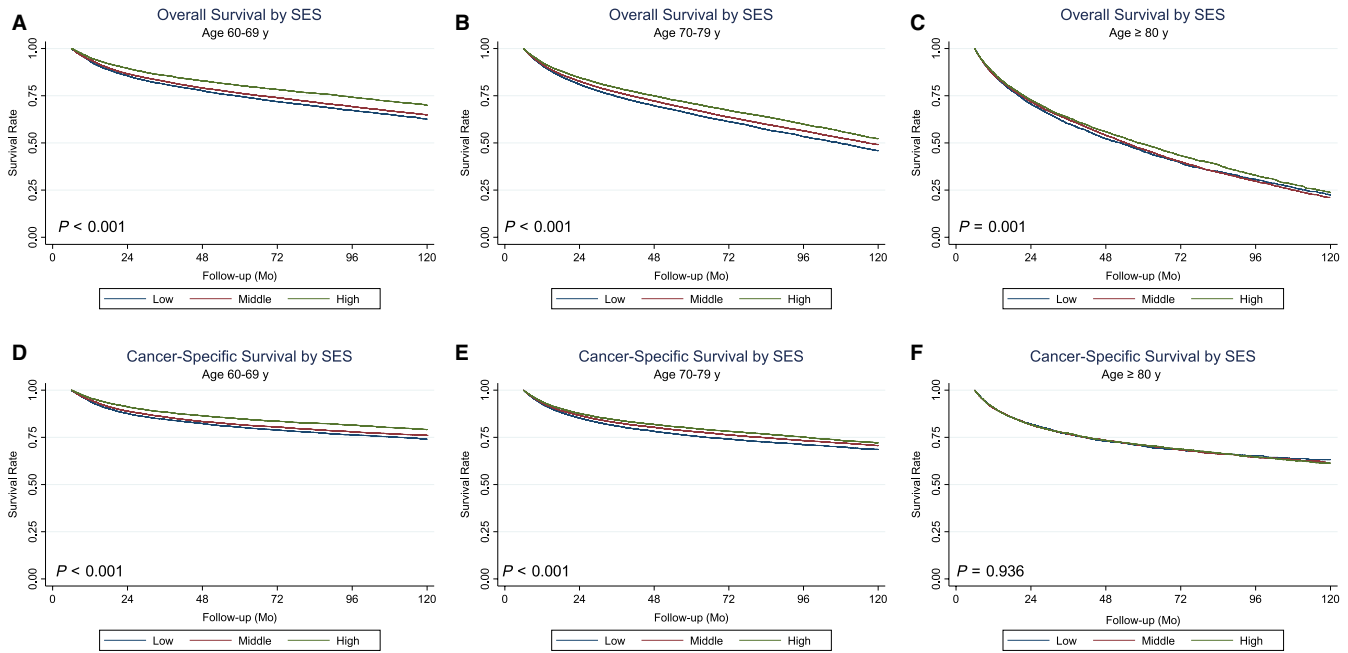 A
Overall Survival by SES
Age 60-69 y
Survival Rate
1.00
0.75
0.50
0.25
0.00
P < 0.001
0 24 48 72 96 120
Follow-up (Mo)
Low Middle High
B
Overall Survival by SES
Age 70-79 y
Survival Rate
1.00
0.75
0.50
0.25
0.00
P < 0.001
0 24 48 72 96 120
Follow-up (Mo)
Low Middle High
C
Overall Survival by SES
Age ≥ 80 y
Survival Rate
1.00
0.75
0.50
0.25
0.00
P = 0.001
0 24 48 72 96 120
Follow-up (Mo)
Low Middle High
D
Cancer-Specific Survival by SES
Age 60-69 y
Survival Rate
1.00
0.75
0.50
0.25
0.00
P < 0.001
0 24 48 72 96 120
Follow-up (Mo)
Low Middle High
E
Cancer-Specific Survival by SES
Age 70-79 y
Survival Rate
1.00
0.75
0.50
0.25
0.00
P < 0.001
0 24 48 72 96 120
Follow-up (Mo)
Low Middle High
F
Cancer-Specific Survival by SES
Age ≥ 80 y
Survival Rate
1.00
0.75
0.50
0.25
0.00
P = 0.936
0 24 48 72 96 120
Follow-up (Mo)
Low Middle High